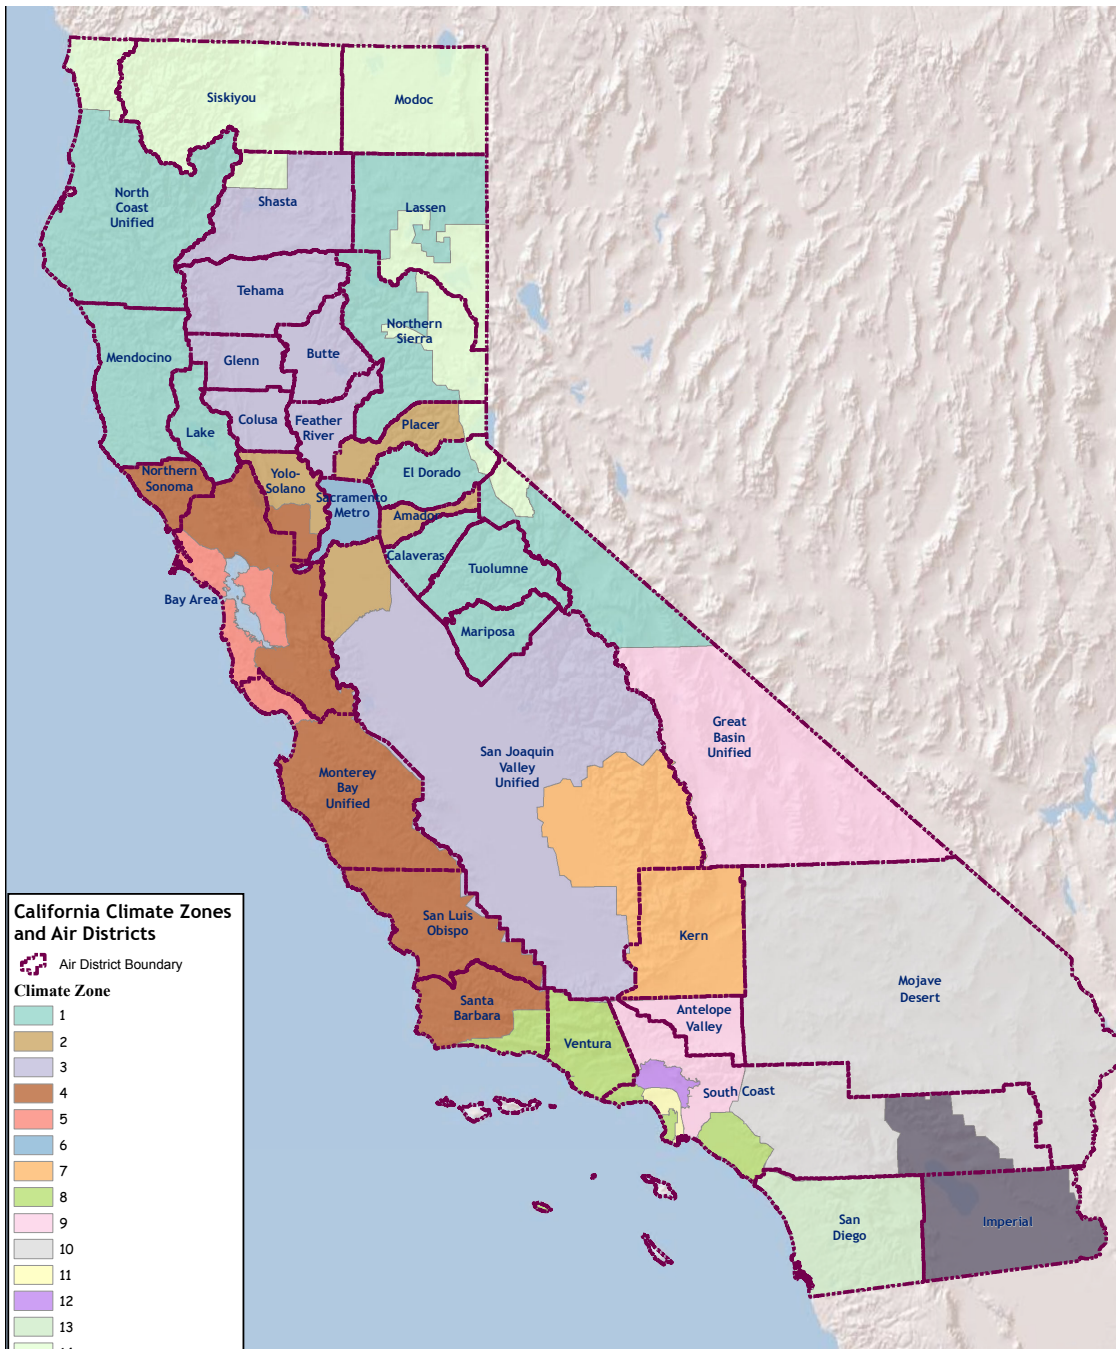 Siskiyou
Modoc
North
Coast
Unified
Shasta
Lassen
Tehama
Northern
Sierra
Mendocino
Glenn
Butte
Lake
Colusa
Feather
River
Placer
Northern
Sonoma
Yolo-
Solano
El Dorado
Sacramento
Metro
Amador
Calaveras
Tuolumne
Bay Area
Mariposa
Great
Basin
Unified
San Joaquin
Valley
Unified
Monterey
Bay
Unified
San Luis
Obispo
Kern
Mojave
Desert
Santa
Barbara
Ventura
Antelope
Valley
South Coast
San
Diego
Imperial
California Climate Zones
and Air Districts
Air District Boundary
Climate Zone
1
2
3
4
5
6
7
8
9
10
11
12
13